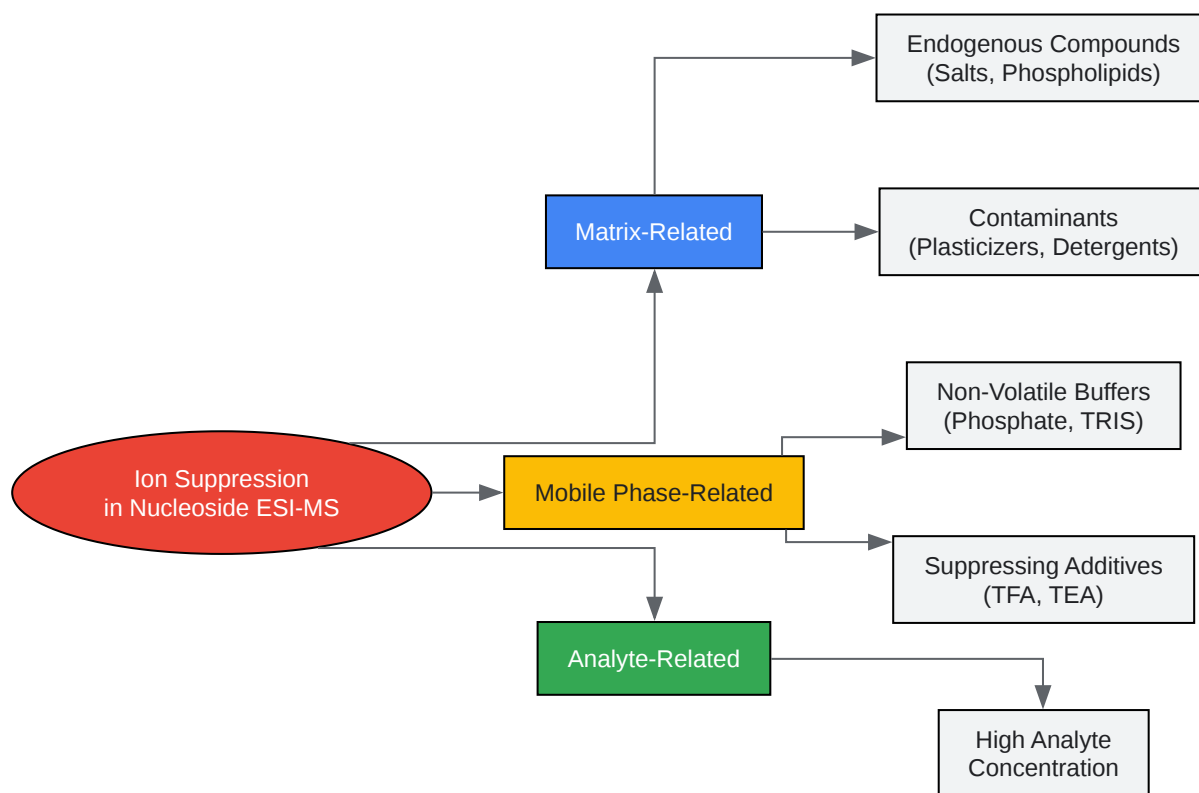 Endogenous Compounds
(Salts, Phospholipids)
Matrix-Related
Contaminants
(Plasticizers, Detergents)
Non-Volatile Buffers
(Phosphate, TRIS)
Ion Suppression
in Nucleoside ESI-MS
Mobile Phase-Related
Suppressing Additives
(TFA, TEA)
Analyte-Related
High Analyte
Concentration